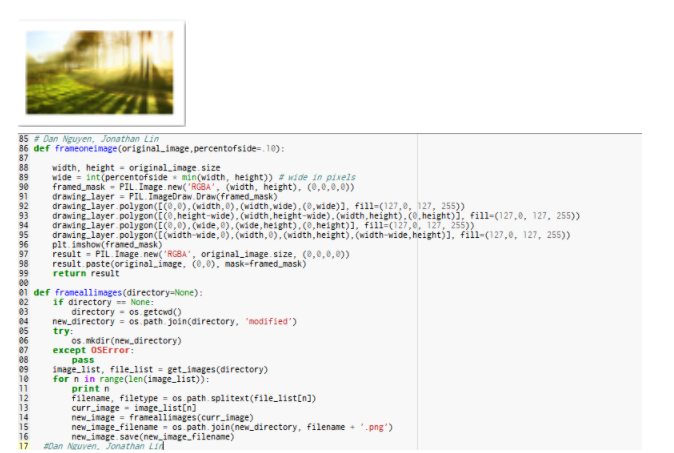 85 # Dan Nguyen, Jonathan Lin
86 def frameoneimage(original_image,percentofside=.10):
87
88     width, height = original_image.size
89     wide = int(percentofside * min(width, height)) # wide in pixels
90     framed_mask = PIL.Image.new('RGBA', (width, height), (0,0,0,0))
91     drawing_layer = PIL.ImageDraw.Draw(framed_mask)
92     drawing_layer.polygon([(0,0),(width,0),(width,wide),(0,wide)], fill=(127,0, 127, 255))
93     drawing_layer.polygon([(0,height-wide),(width,height-wide),(width,height),(0,height)], fill=(127,0, 127, 255))
94     drawing_layer.polygon([(0,0),(wide,0),(wide,height),(0,height)], fill=(127,0, 127, 255))
95     drawing_layer.polygon([(width-wide,0),(width,0),(width,height),(width-wide,height)], fill=(127,0, 127, 255))
96     plt.imshow(framed_mask)
97     result = PIL.Image.new('RGBA', original_image.size, (0,0,0,0))
98     result.paste(original_image, (0,0), mask=framed_mask)
99     return result
00
01 def frameallimages(directory=None):
02     if directory == None:
03         directory = os.getcwd()
04     new_directory = os.path.join(directory, 'modified')
05     try:
06         os.mkdir(new_directory)
07     except OSError:
08         pass
09     image_list, file_list = get_images(directory)
10     for n in range(len(image_list)):
11         print n
12         filename, filetype = os.path.splitext(file_list[n])
13         curr_image = image_list[n]
14         new_image = frameallimages(curr_image)
15         new_image_filename = os.path.join(new_directory, filename + '.png')
16         new_image.save(new_image_filename)
17   #Dan Nguyen, Jonathan Lin